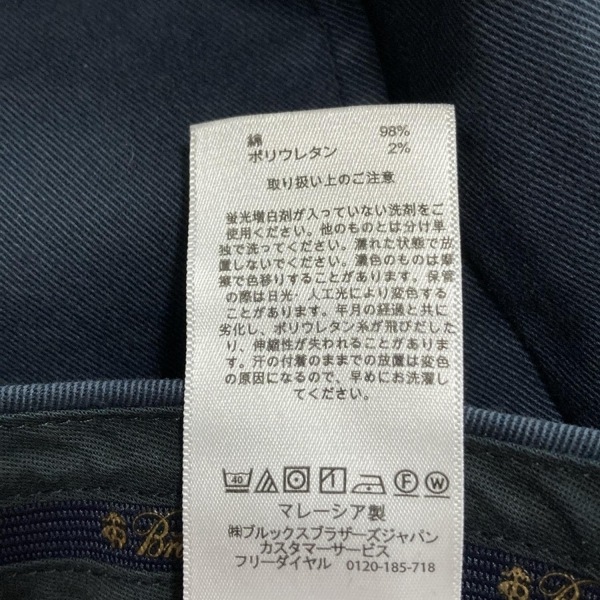 綿 98%
ポリウレタン 2%
取り扱い上のご注意
蛍光増白剤が入っていない洗剤をご
使用ください。他のものとは分け単
独で洗ってください。濡れた状態で放
置しないでください。濃色のものは摩
擦で色移りすることがあります。保管
の際は日光・人工光により変色する
ことがあります。年月の経過と共に
劣化し、ポリウレタン糸が飛びだした
り、伸縮性が失われることがありま
す。汗の付着のままでの放置は変色
の原因になるので、早めにお洗濯し
てください。
40 1 F W
マレーシア製
㈱ブルックスブラザーズジャパン
カスタマーサービス
フリーダイヤル 0120-185-718